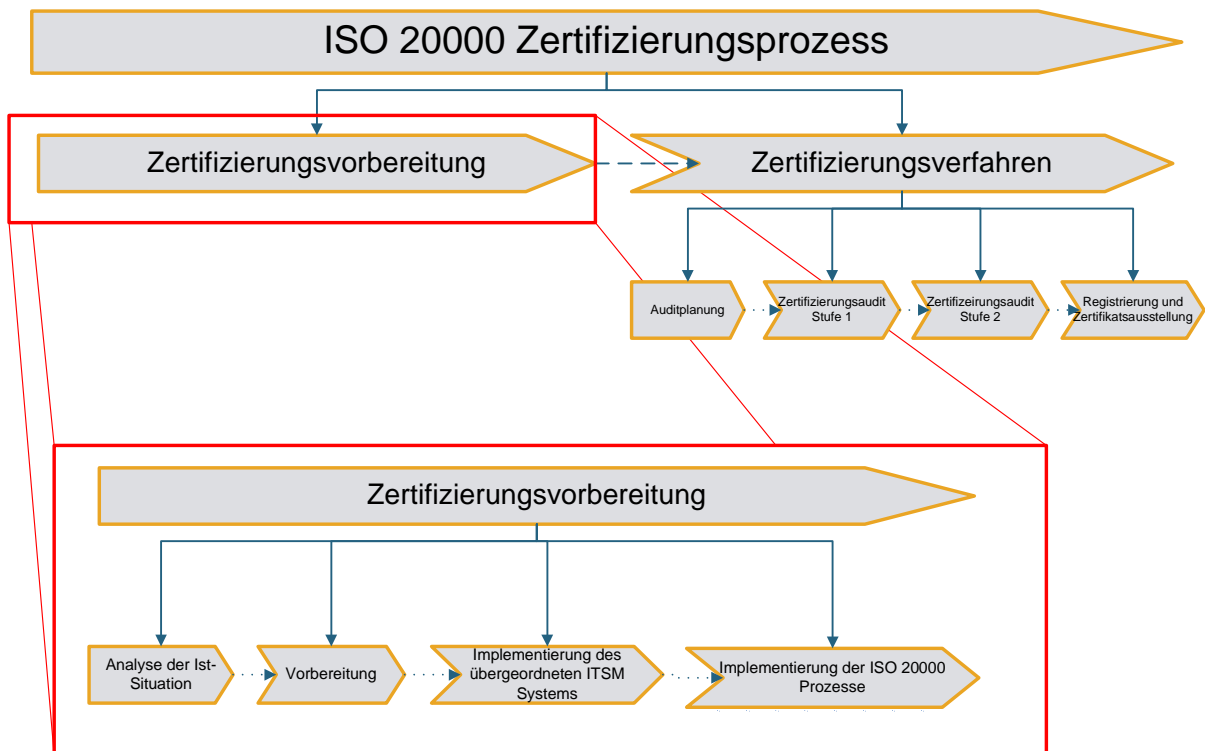 ISO 20000 Zertifizierungsprozess
Zertifizierungsvorbereitung
Zertifizierungsverfahren
Auditplanung
Zertifizierungsaudit
Stufe 1
Zertifizeirungsaudit
Stufe 2
Registrierung und
Zertifikatsausstellung
Zertifizierungsvorbereitung
Analyse der Ist-
Situation
Vorbereitung
Implementierung des
übergeordneten ITSM
Systems
Implementierung der ISO 20000
Prozesse